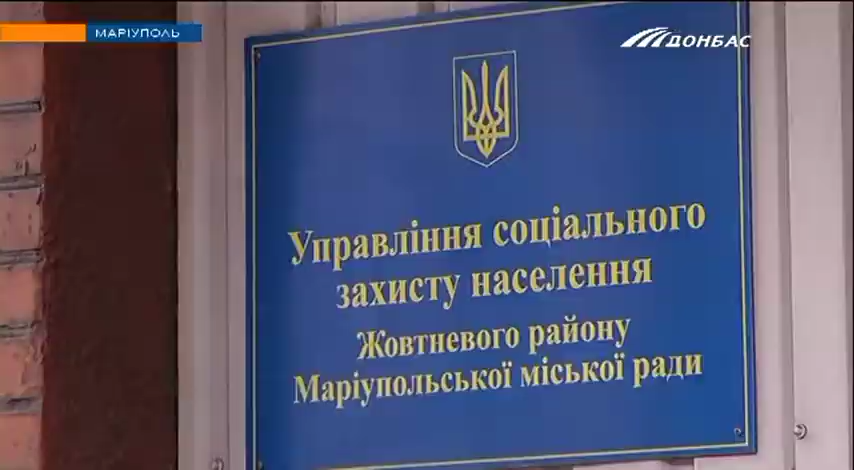 МАРІУПОЛЬ
ДОНБАС
Управління соціального
захисту населення
Жовтневого району
Маріупольської міської ради